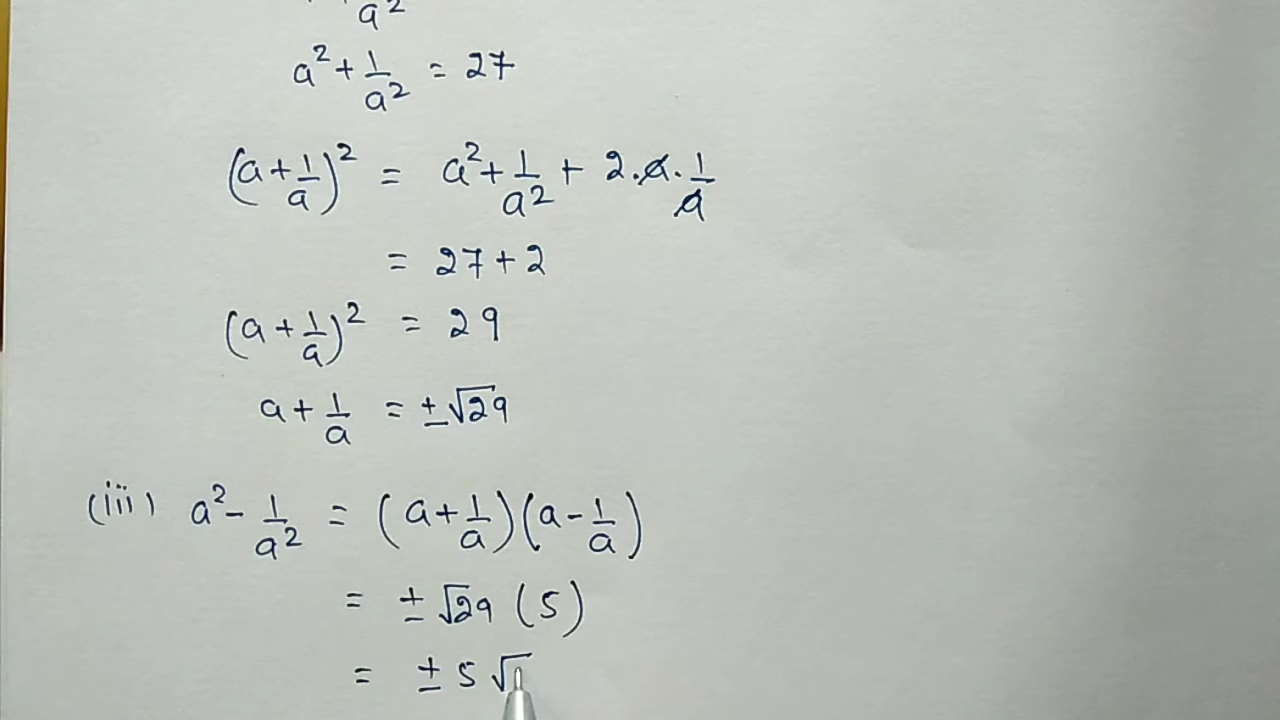 a²
a² + 1/a² = 27
(a + 1/a)² = a² + 1/a² + 2.a.1/a
= 27 + 2
(a + 1/a)² = 29
a + 1/a = ±√29
(iii) a² - 1/a² = (a + 1/a)(a - 1/a)
= ±√29 (5)
= ± 5 √